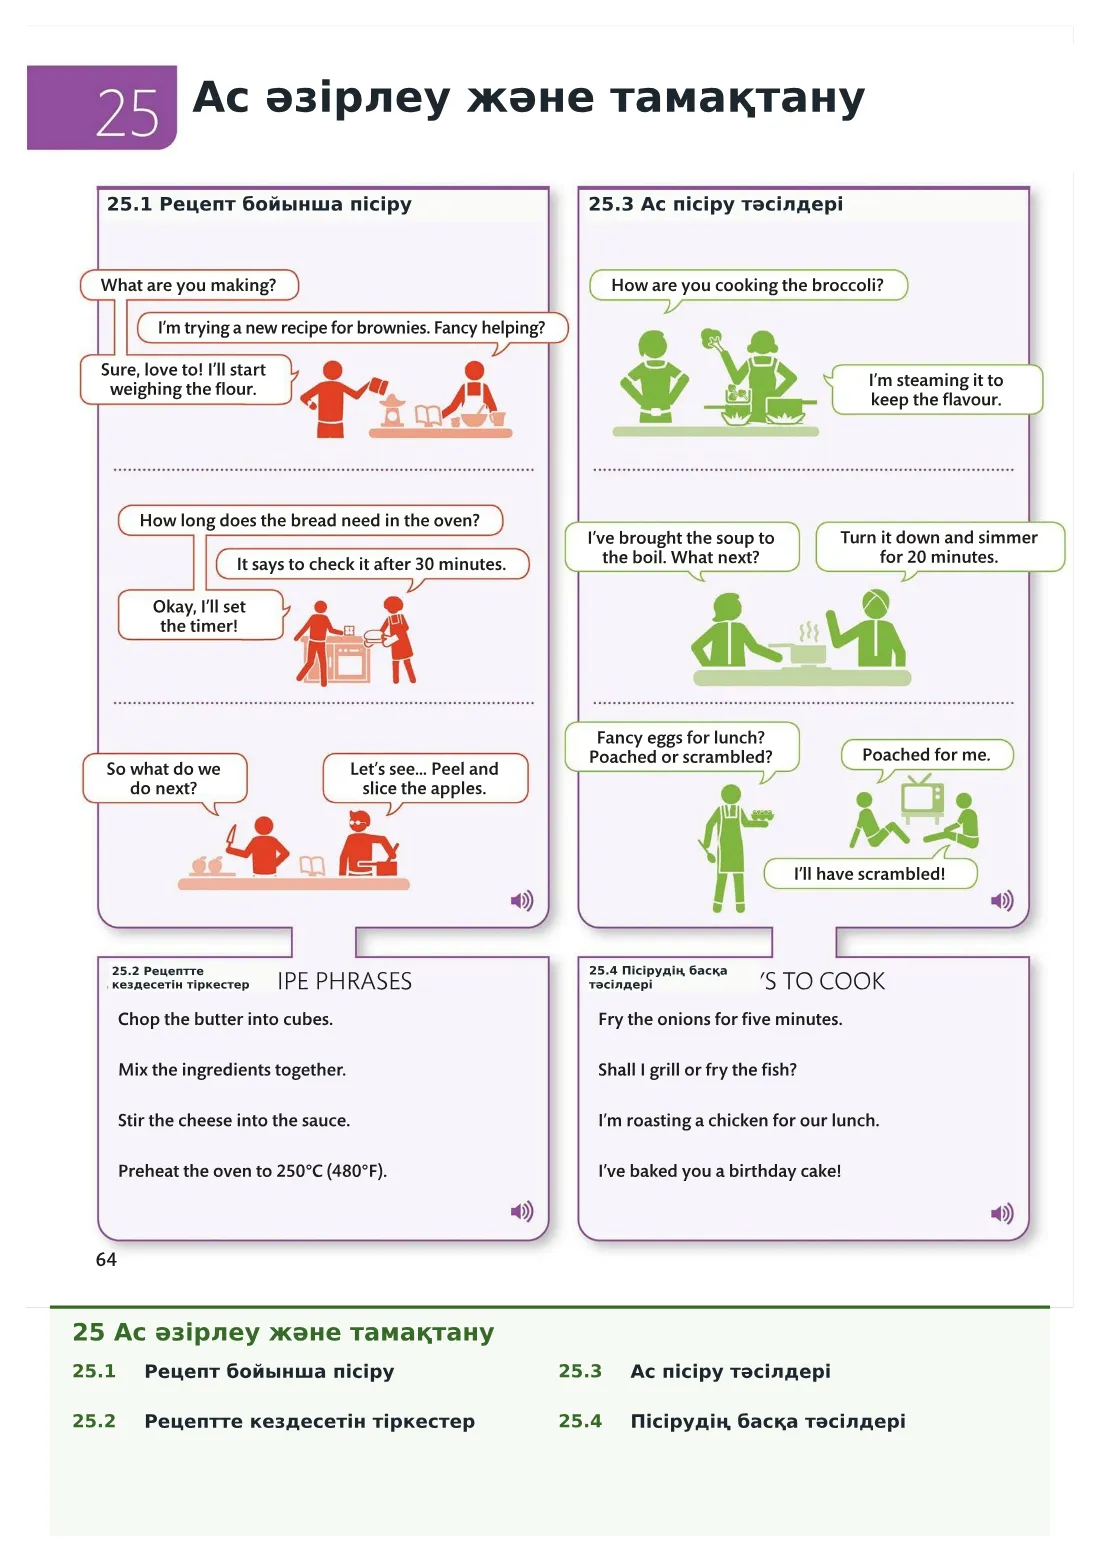 25
Ас әзірлеу және тамақтану
25.1 Рецепт бойынша пісіру
What are you making?
I'm trying a new recipe for brownies. Fancy helping?
Sure, love to! I'll start
weighing the flour.
How long does the bread need in the oven?
It says to check it after 30 minutes.
Okay, I'll set
the timer!
So what do we
do next?
Let's see... Peel and
slice the apples.
25.2 Рецептте
кездесетін тіркестер
IPE PHRASES
Chop the butter into cubes.
Mix the ingredients together.
Stir the cheese into the sauce.
Preheat the oven to 250°C (480°F).
25.3 Ас пісіру тәсілдері
How are you cooking the broccoli?
I'm steaming it to
keep the flavour.
I've brought the soup to
the boil. What next?
Turn it down and simmer
for 20 minutes.
Fancy eggs for lunch?
Poached or scrambled?
Poached for me.
I'll have scrambled!
25.4 Пісірудің басқа
тәсілдері
'S TO COOK
Fry the onions for five minutes.
Shall I grill or fry the fish?
I'm roasting a chicken for our lunch.
I've baked you a birthday cake!
64
25 Ас әзірлеу және тамақтану
25.1 Рецепт бойынша пісіру
25.2 Рецептте кездесетін тіркестер
25.3 Ас пісіру тәсілдері
25.4 Пісірудің басқа тәсілдері